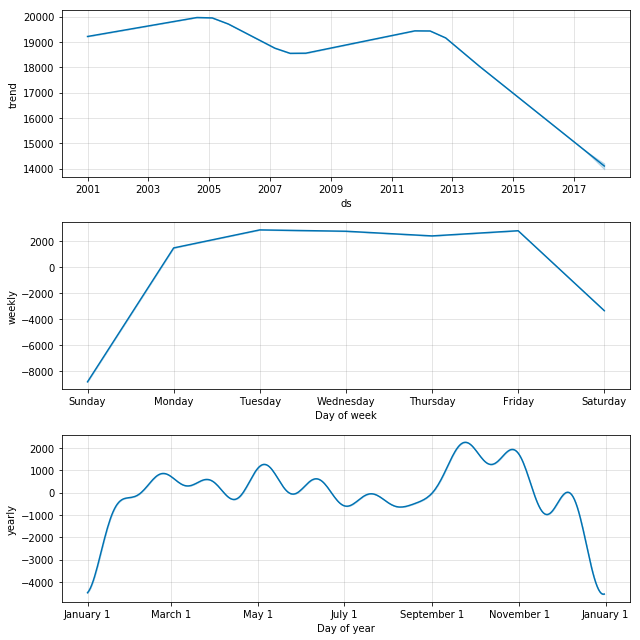 20000
19000
18000
17000
16000
15000
14000
trend
2001 2003 2005 2007 2009 2011 2013 2015 2017
ds
2000
0
−2000
−4000
−6000
−8000
weekly
Sunday Monday Tuesday Wednesday Thursday Friday Saturday
Day of week
2000
1000
0
−1000
−2000
−3000
−4000
yearly
January 1 March 1 May 1 July 1 September 1 November 1 January 1
Day of year